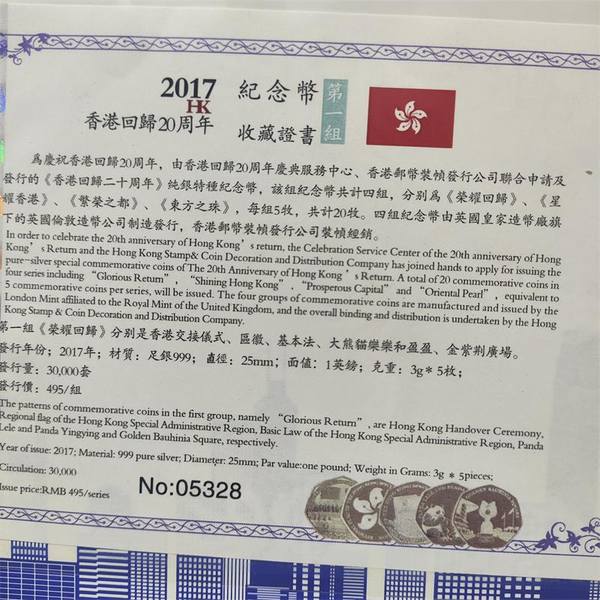 2017
HK
香港回歸20周年
紀念幣
收藏證書
第一組
為慶祝香港回歸20周年，由香港回歸20周年慶典服務中心、香港郵幣裝幀發行公司聯合申請及
發行的《香港回歸二十周年》純銀特種紀念幣，該組紀念幣共計四組，分別為《榮耀回歸》、《星
耀香港》、《繁榮之都》、《東方之珠》，每組5牧，共計20牧。四組紀念幣由英國皇家造幣廠旗
下的英國倫敦造幣公司制造發行，香港郵幣裝幀發行公司裝幀經銷。
In order to celebrate the 20th anniversary of Hong Kong's return, the Celebration Service Center of the 20th anniversary of Hong
Kong's Return and the Hong Kong Stamp& Coin Decoration and Distribution Company has joined hands to apply for issuing the
pure-silver special commemorative coins of The 20th Anniversary of Hong Kong's Return. A total of 20 commemorative coins in
four series including "Glorious Return", "Shining Hong Kong". "Prosperous Capital" and "Oriental Pearl", equivalent to
5 commemorative coins per series, will be issued. The four groups of commemorative coins are manufactured and issued by the
London Mint affiliated to the Royal Mint of the United Kingdom, and the overall binding and distribution is undertaken by the Hong
Kong Stamp & Coin Decoration and Distribution Company.
第一組《榮耀回歸》分別是香港交接儀式、區徽、基本法、大熊貓樂樂和盈盈、金紫荆廣場。
發行年份；2017年；材質：足銀999；直徑：25mm；面值：1英鎊；克重：3g*5枚；
發行量：30,000套
發行價：495/組
The patterns of commemorative coins in the first group, namely "Glorious Return", are Hong Kong Handover Ceremony,
Regional flag of the Hong Kong Special Administrative Region, Basic Law of the Hong Kong Special Administrative Region, Panda
Lele and Panda Yingying and Golden Bauhinia Square, respectively.
Year of issue: 2017; Material: 999 pure silver; Diameter: 25mm; Par value:one pound; Weight in Grams: 3g * 5pieces;
Circulation: 30,000
Issue price:RMB 495/series
No:05328